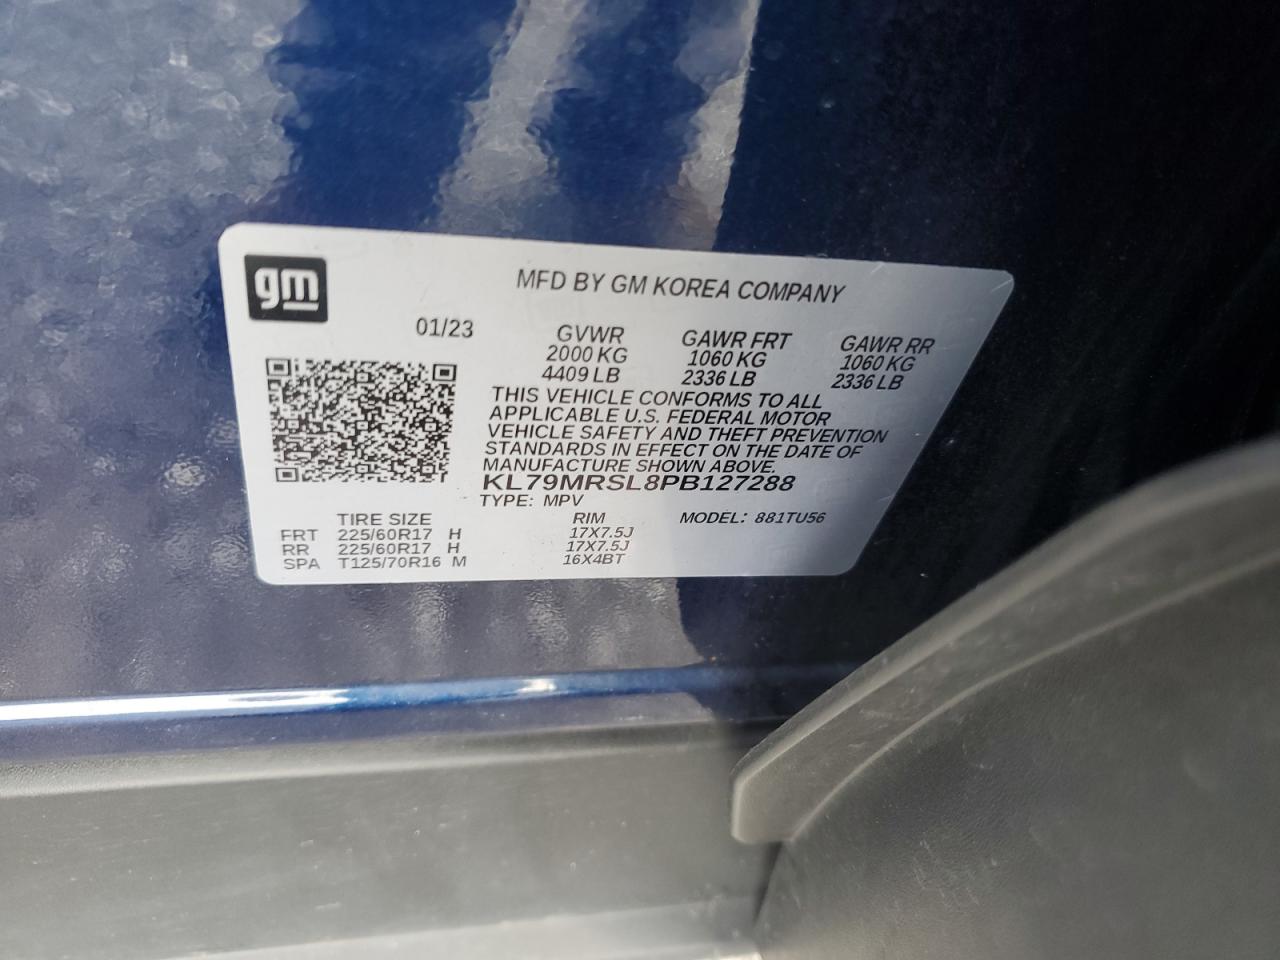 gm
MFD BY GM KOREA COMPANY
01/23
GVWR GAWR FRT GAWR RR
2000 KG 1060 KG 1060 KG
4409 LB 2336 LB 2336 LB
THIS VEHICLE CONFORMS TO ALL
APPLICABLE U.S. FEDERAL MOTOR
VEHICLE SAFETY AND THEFT PREVENTION
STANDARDS IN EFFECT ON THE DATE OF
MANUFACTURE SHOWN ABOVE.
KL79MRSL8PB127288
TYPE: MPV
TIRE SIZE RIM MODEL: 881TU56
FRT 225/60R17 H 17X7.5J
RR 225/60R17 H 17X7.5J
SPA T125/70R16 M 16X4BT